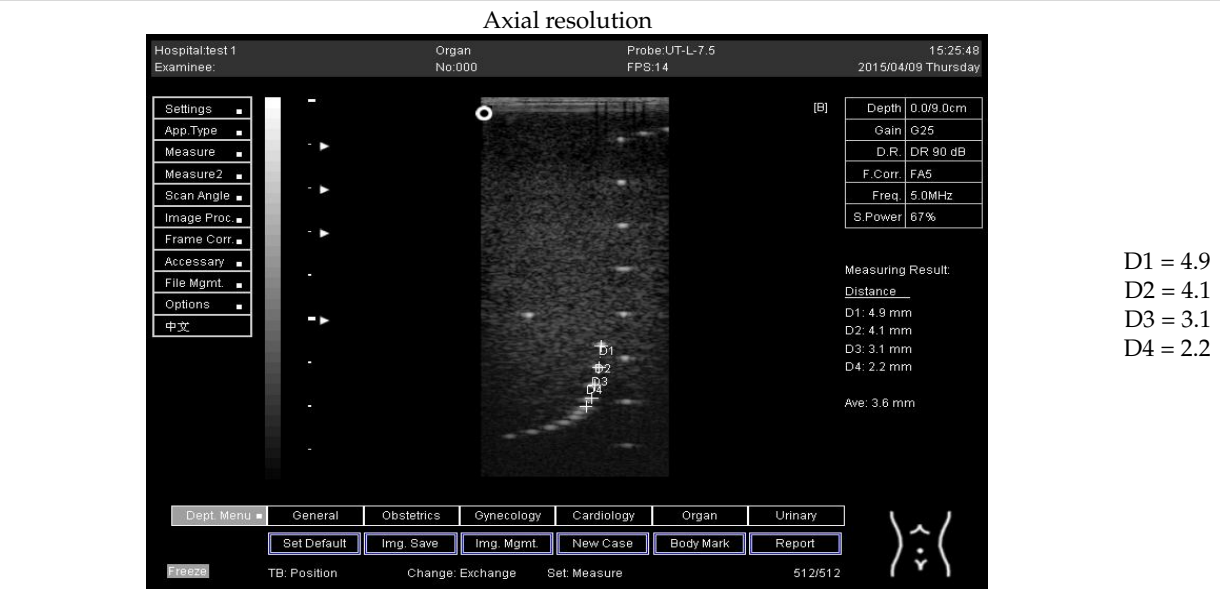 Axial resolution
Hospital:test 1 Organ Probe:UT-L-7.5 15:25:48
Examinee: No:000 FPS:14 2015/04/09 Thursday
Settings
App.Type
Measure
Measure2
Scan Angle
Image Proc.
Frame Corr.
Accessary
File Mgmt.
Options
中文
[B]
Depth 0.0/9.0cm
Gain G25
D.R. DR 90 dB
F.Corr. FA5
Freq. 5.0MHz
S.Power 67%
Measuring Result:
Distance
D1: 4.9 mm
D2: 4.1 mm
D3: 3.1 mm
D4: 2.2 mm
Ave: 3.6 mm
D1
D2
D3
D4
D1 = 4.9
D2 = 4.1
D3 = 3.1
D4 = 2.2
Dept. Menu General Obstetrics Gynecology Cardiology Organ Urinary
Set Default Img. Save Img. Mgmt. New Case Body Mark Report
Freeze TB: Position Change: Exchange Set: Measure 512/512